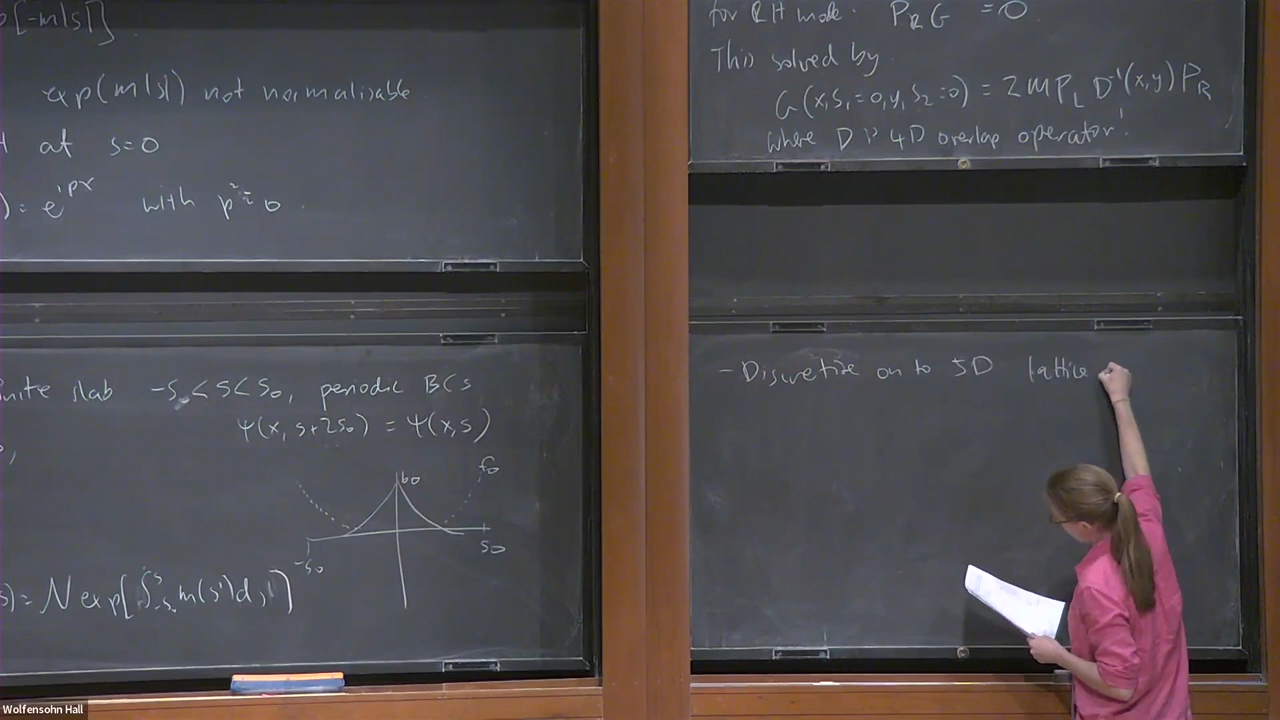 [-m|s|]}
exp(m|s|) not normalisable
at s=0
) = e^{ipx} with p²=0
slab -s₀ < s < s₀, periodic BCs
Ψ(x, s+2s₀) = Ψ(x,s)
b₀
f₀
-s₀
s₀
s) = N exp[∫_{-s₀}^{s} m(s')ds']
for RH mode. P_R G = 0
This solved by
G(x,s₁=0,y,s₂=0) = 2m P_L D⁻¹(x,y) P_R
where D is 4D overlap operator!
- Discretize on to 5D lattice
Wolfensohn Hall